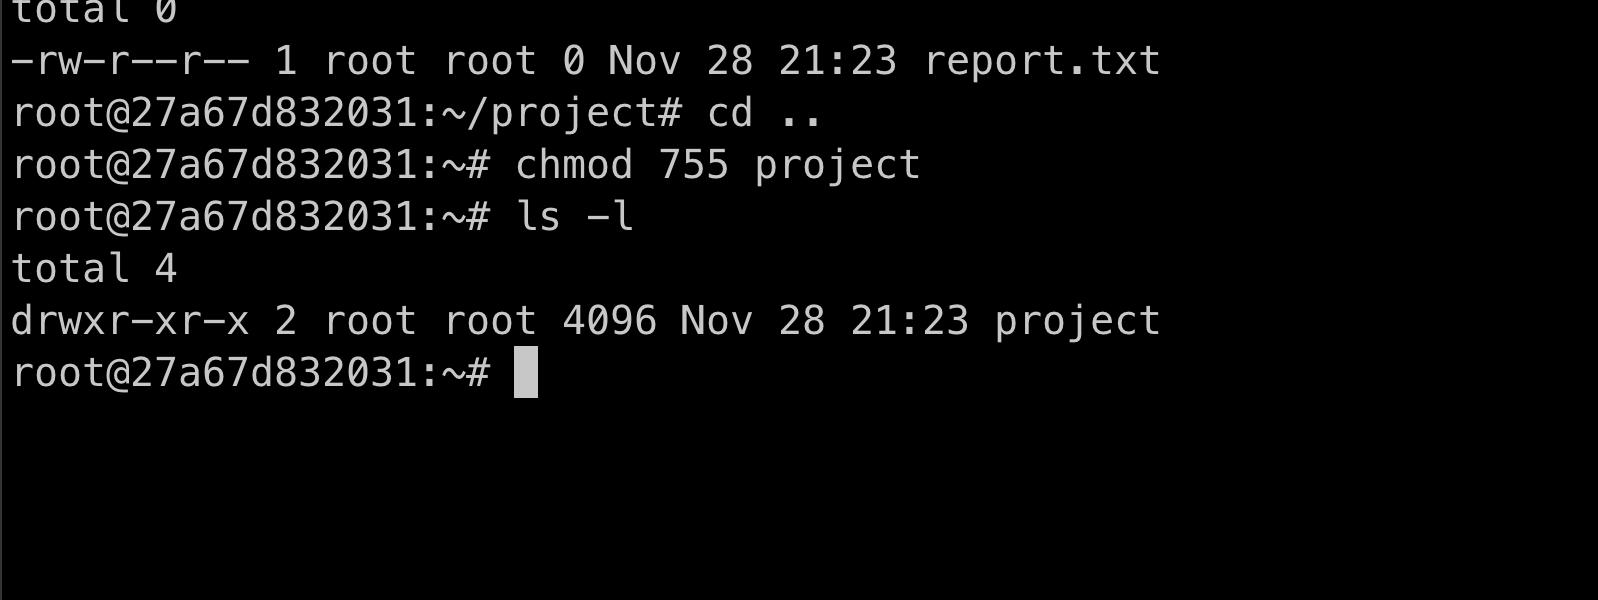 total 0
-rw-r--r-- 1 root root 0 Nov 28 21:23 report.txt
root@27a67d832031:~/project# cd ..
root@27a67d832031:~# chmod 755 project
root@27a67d832031:~# ls -l
total 4
drwxr-xr-x 2 root root 4096 Nov 28 21:23 project
root@27a67d832031:~#